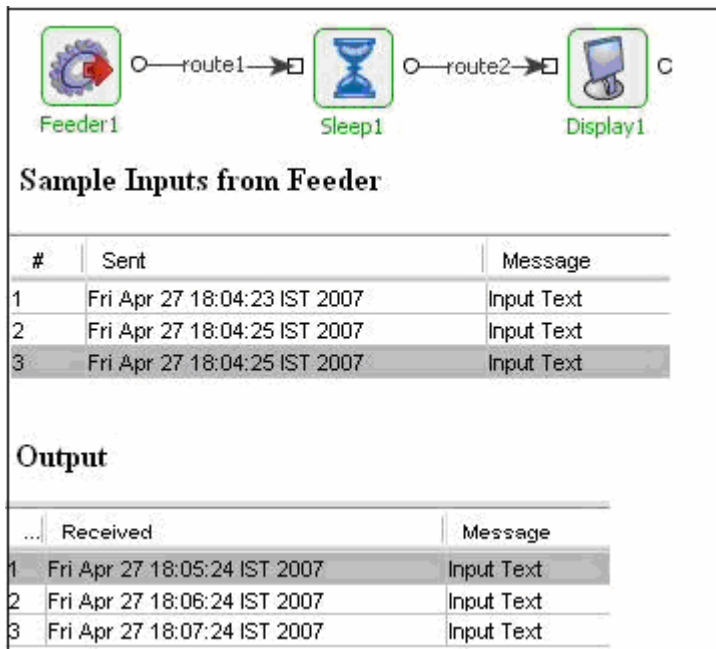 route1 route2
Feeder1 Sleep1 Display1
Sample Inputs from Feeder
# Sent Message
1 Fri Apr 27 18:04:23 IST 2007 Input Text
2 Fri Apr 27 18:04:25 IST 2007 Input Text
3 Fri Apr 27 18:04:25 IST 2007 Input Text
Output
... Received Message
1 Fri Apr 27 18:05:24 IST 2007 Input Text
2 Fri Apr 27 18:06:24 IST 2007 Input Text
3 Fri Apr 27 18:07:24 IST 2007 Input Text